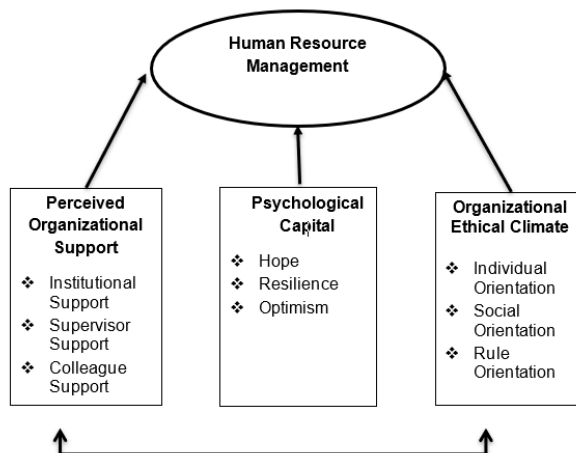 Human Resource
Management
Perceived
Organizational
Support
❖ Institutional
Support
❖ Supervisor
Support
❖ Colleague
Support
Psychological
Capital
❖ Hope
❖ Resilience
❖ Optimism
Organizational
Ethical Climate
❖ Individual
Orientation
❖ Social
Orientation
❖ Rule
Orientation